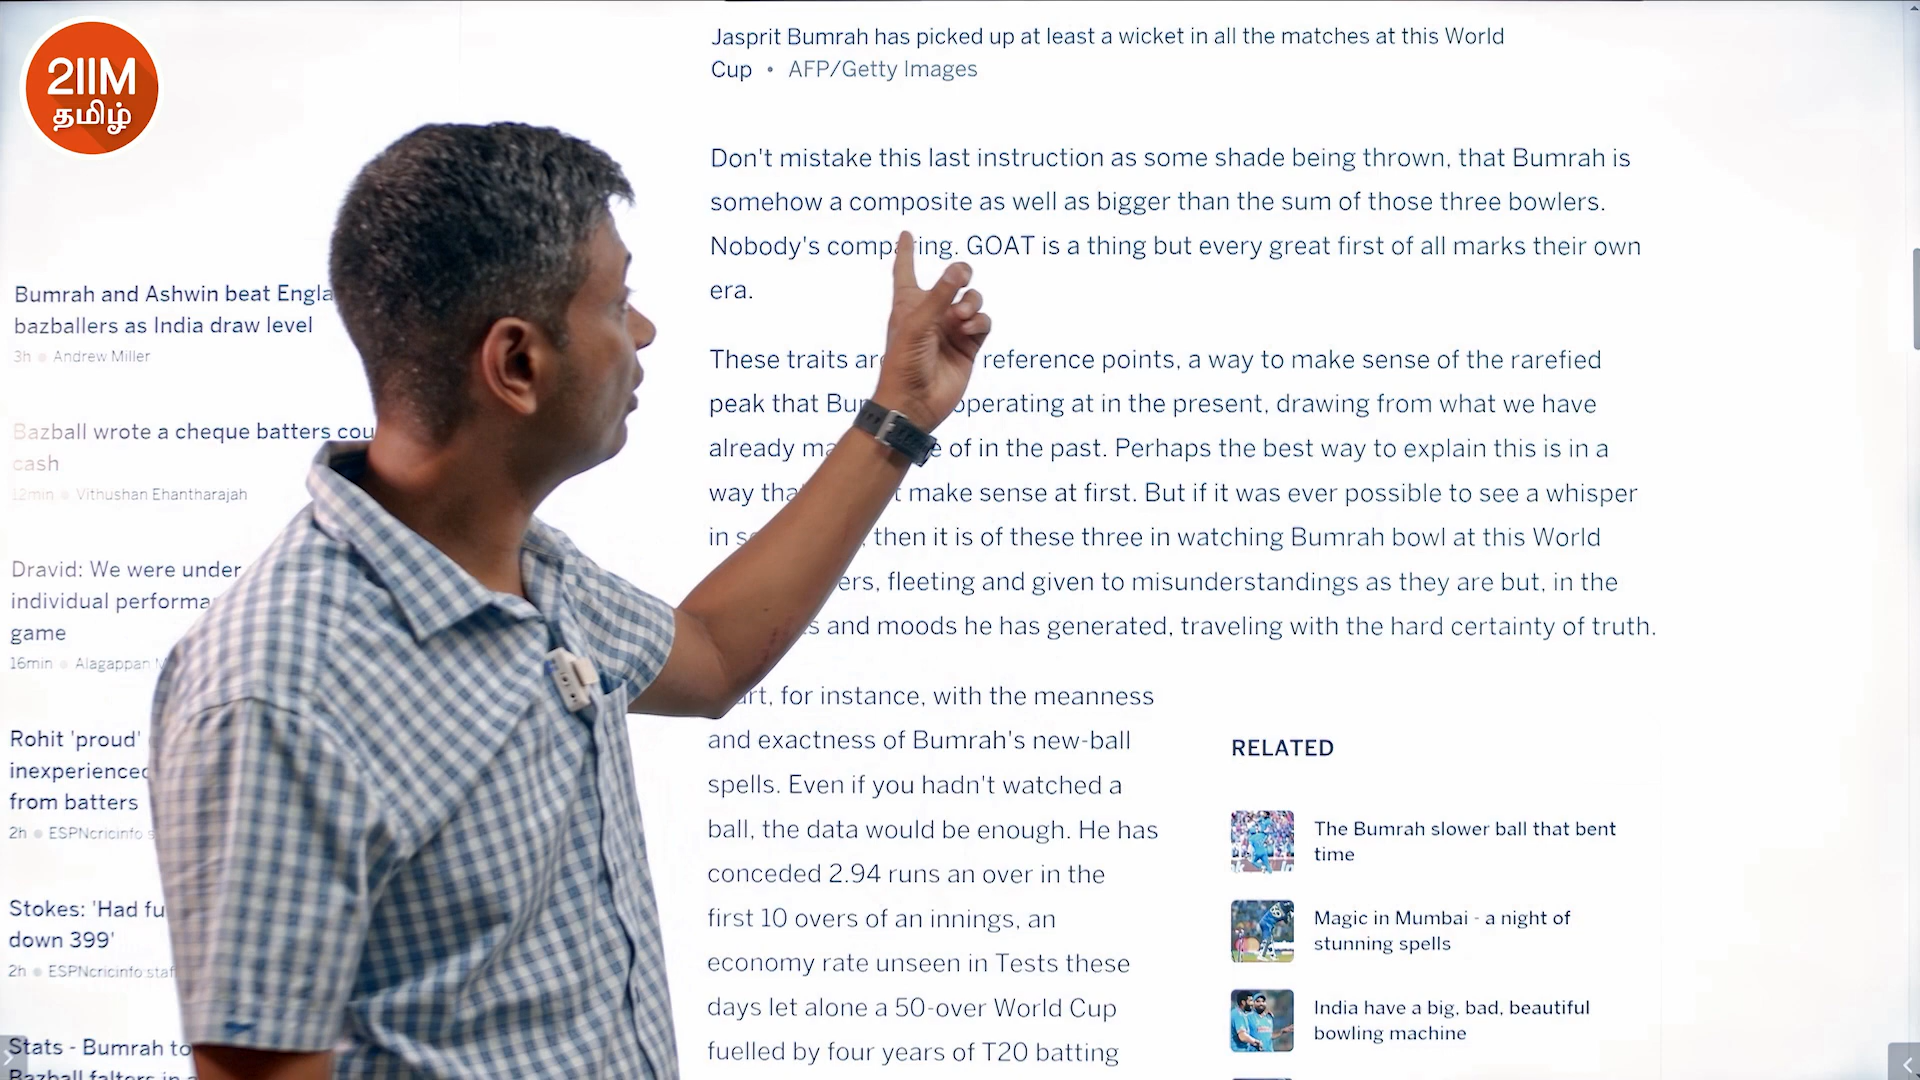 2IIM
தமிழ்
Jasprit Bumrah has picked up at least a wicket in all the matches at this World
Cup • AFP/Getty Images
Don't mistake this last instruction as some shade being thrown, that Bumrah is
somehow a composite as well as bigger than the sum of those three bowlers.
Nobody's comparing. GOAT is a thing but every great first of all marks their own
era.
These traits reference points, a way to make sense of the rarefied
peak that operating at in the present, drawing from what we have
already of in the past. Perhaps the best way to explain this is in a
way make sense at first. But if it was ever possible to see a whisper
in then it is of these three in watching Bumrah bowl at this World
fleeting and given to misunderstandings as they are but, in the
and moods he has generated, traveling with the hard certainty of truth.
for instance, with the meanness
and exactness of Bumrah's new-ball
spells. Even if you hadn't watched a
ball, the data would be enough. He has
conceded 2.94 runs an over in the
first 10 overs of an innings, an
economy rate unseen in Tests these
days let alone a 50-over World Cup
fuelled by four years of T20 batting
Bumrah and Ashwin beat
bazballers as India draw level
3h • Andrew Miller
Bazball wrote a cheque batters
cash
12min • Vithushan Ehantharajah
Dravid: We were under
individual
game
16min • Alagappan
Rohit 'proud'
inexperienced
from batters
2h • ESPNcricinfo
Stokes: 'Had
down 399'
2h • ESPNcricinfo staf
Stats - Bumrah to
Bazball falters in
RELATED
The Bumrah slower ball that bent
time
Magic in Mumbai - a night of
stunning spells
India have a big, bad, beautiful
bowling machine